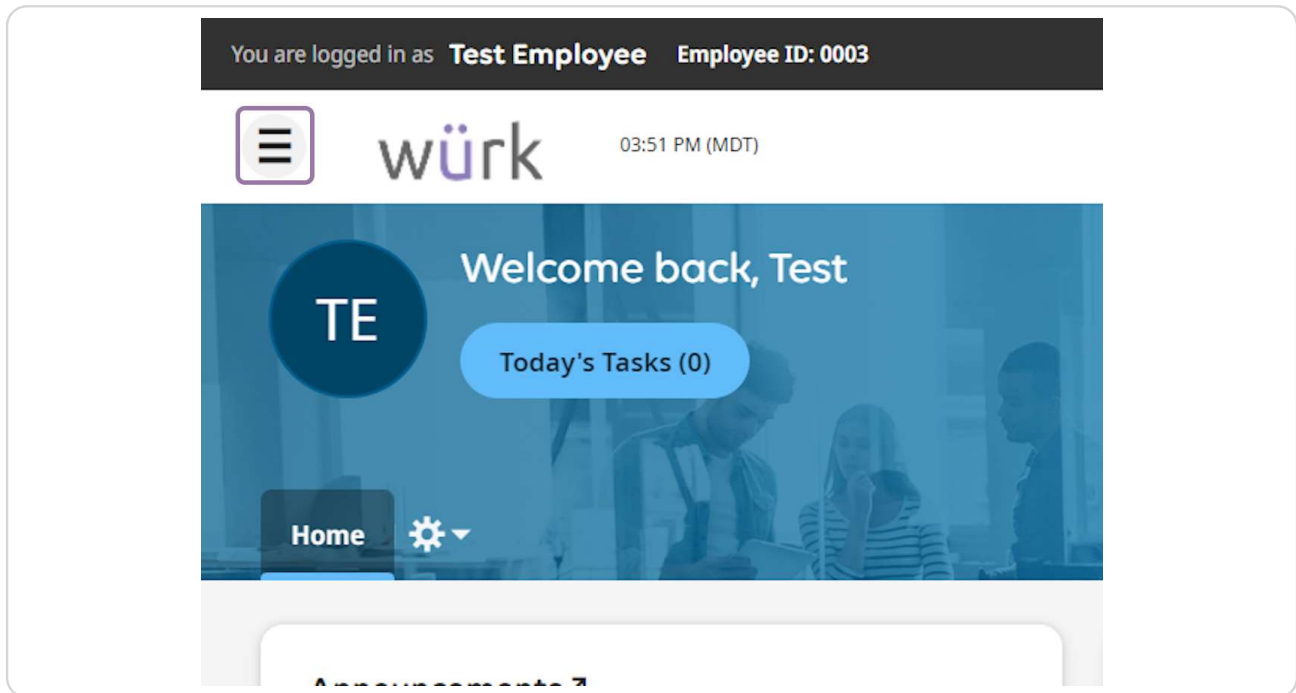 You are logged in as Test Employee Employee ID: 0003
würk 03:51 PM (MDT)
TE
Welcome back, Test
Today's Tasks (0)
Home
Announcements